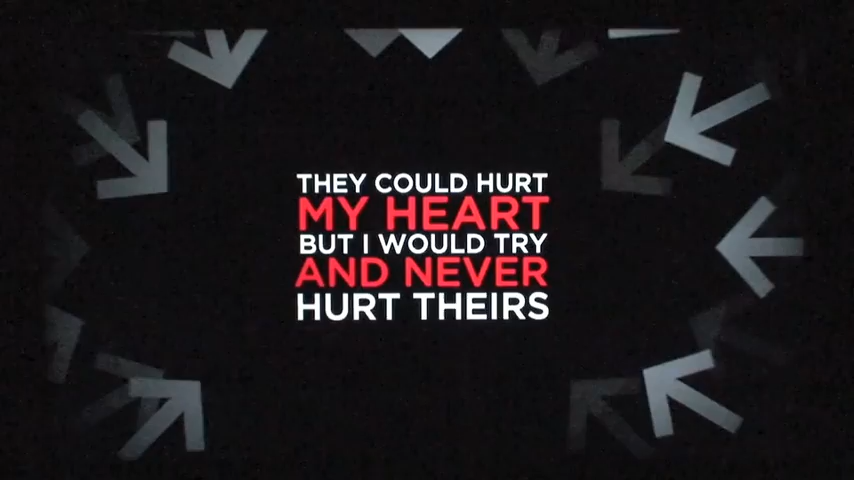 THEY COULD HURT
MY HEART
BUT I WOULD TRY
AND NEVER
HURT THEIRS